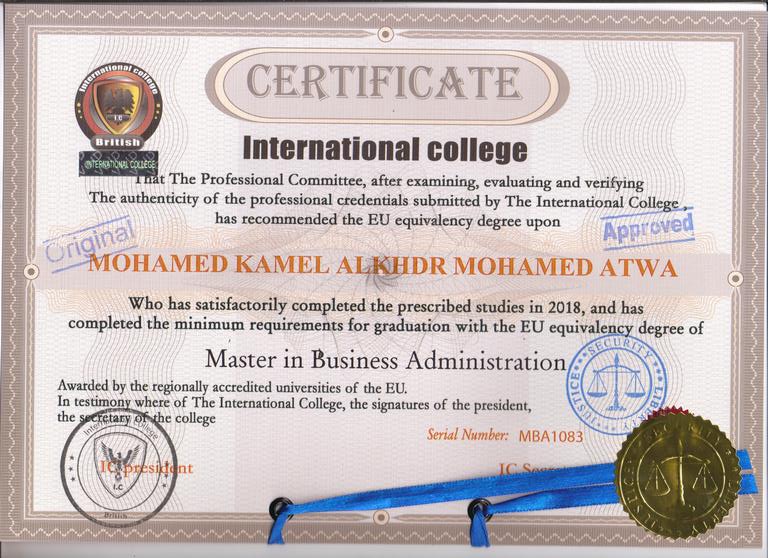 CERTIFICATE
International college
British
I.C
INTERNATIONAL COLLEGE
International college
That The Professional Committee, after examining, evaluating and verifying
The authenticity of the professional credentials submitted by The International College ,
has recommended the EU equivalency degree upon
Original
Approved
MOHAMED KAMEL ALKHDR MOHAMED ATWA
Who has satisfactorily completed the prescribed studies in 2018, and has
completed the minimum requirements for graduation with the EU equivalency degree of
Master in Business Administration
SECURITY
JUSTICE
LIBERTY
Awarded by the regionally accredited universities of the EU.
In testimony where of The International College, the signatures of the president,
the secretary of the college
Serial Number: MBA1083
International College
IC president
I.C
British
IC